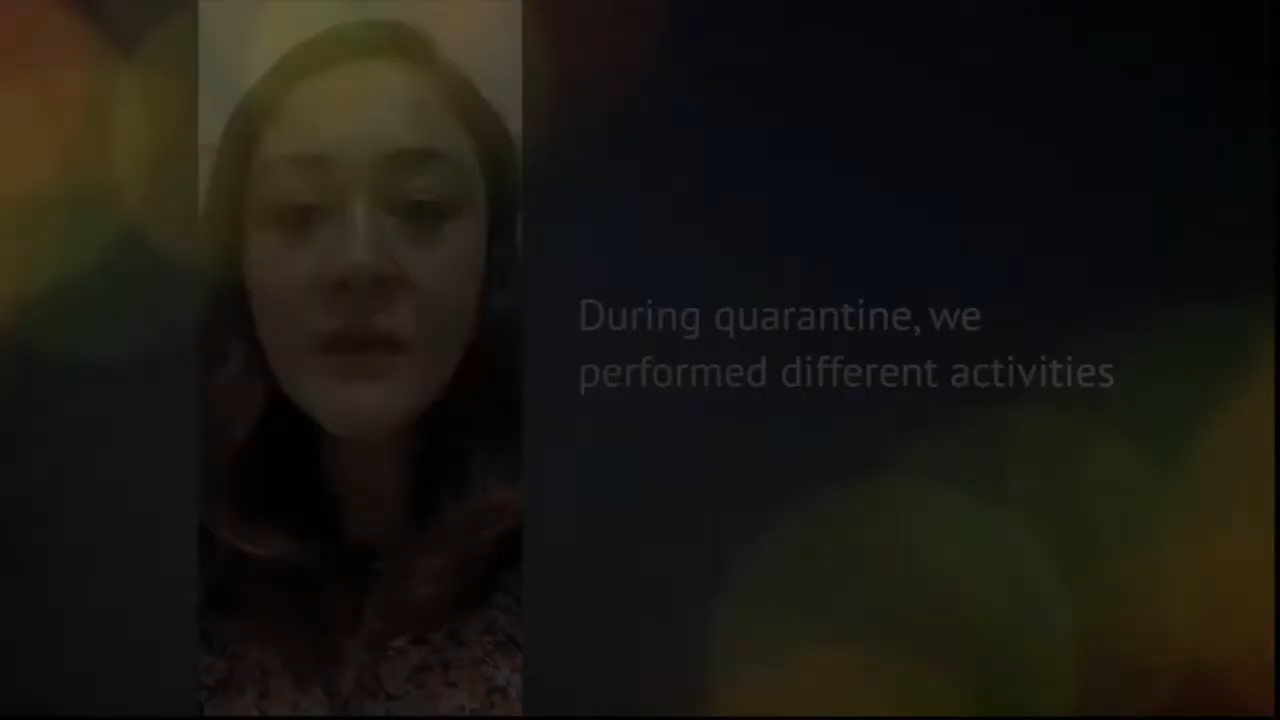 During quarantine, we
performed different activities